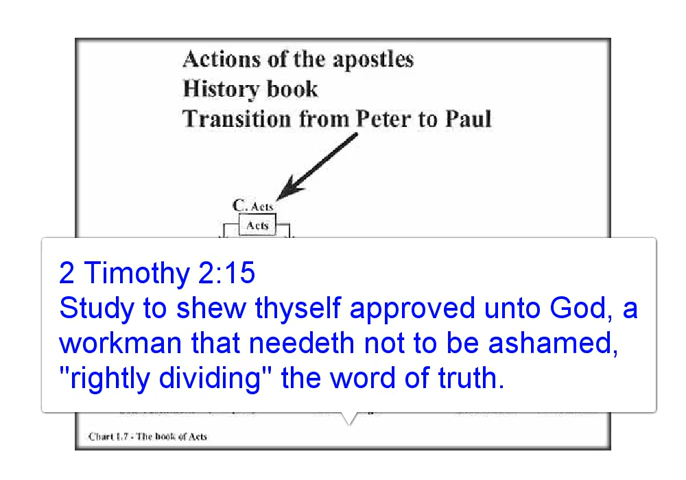 Actions of the apostles
History book
Transition from Peter to Paul
C. Acts
Acts
2 Timothy 2:15
Study to shew thyself approved unto God, a
workman that needeth not to be ashamed,
"rightly dividing" the word of truth.
Chart 1.7 - The book of Acts